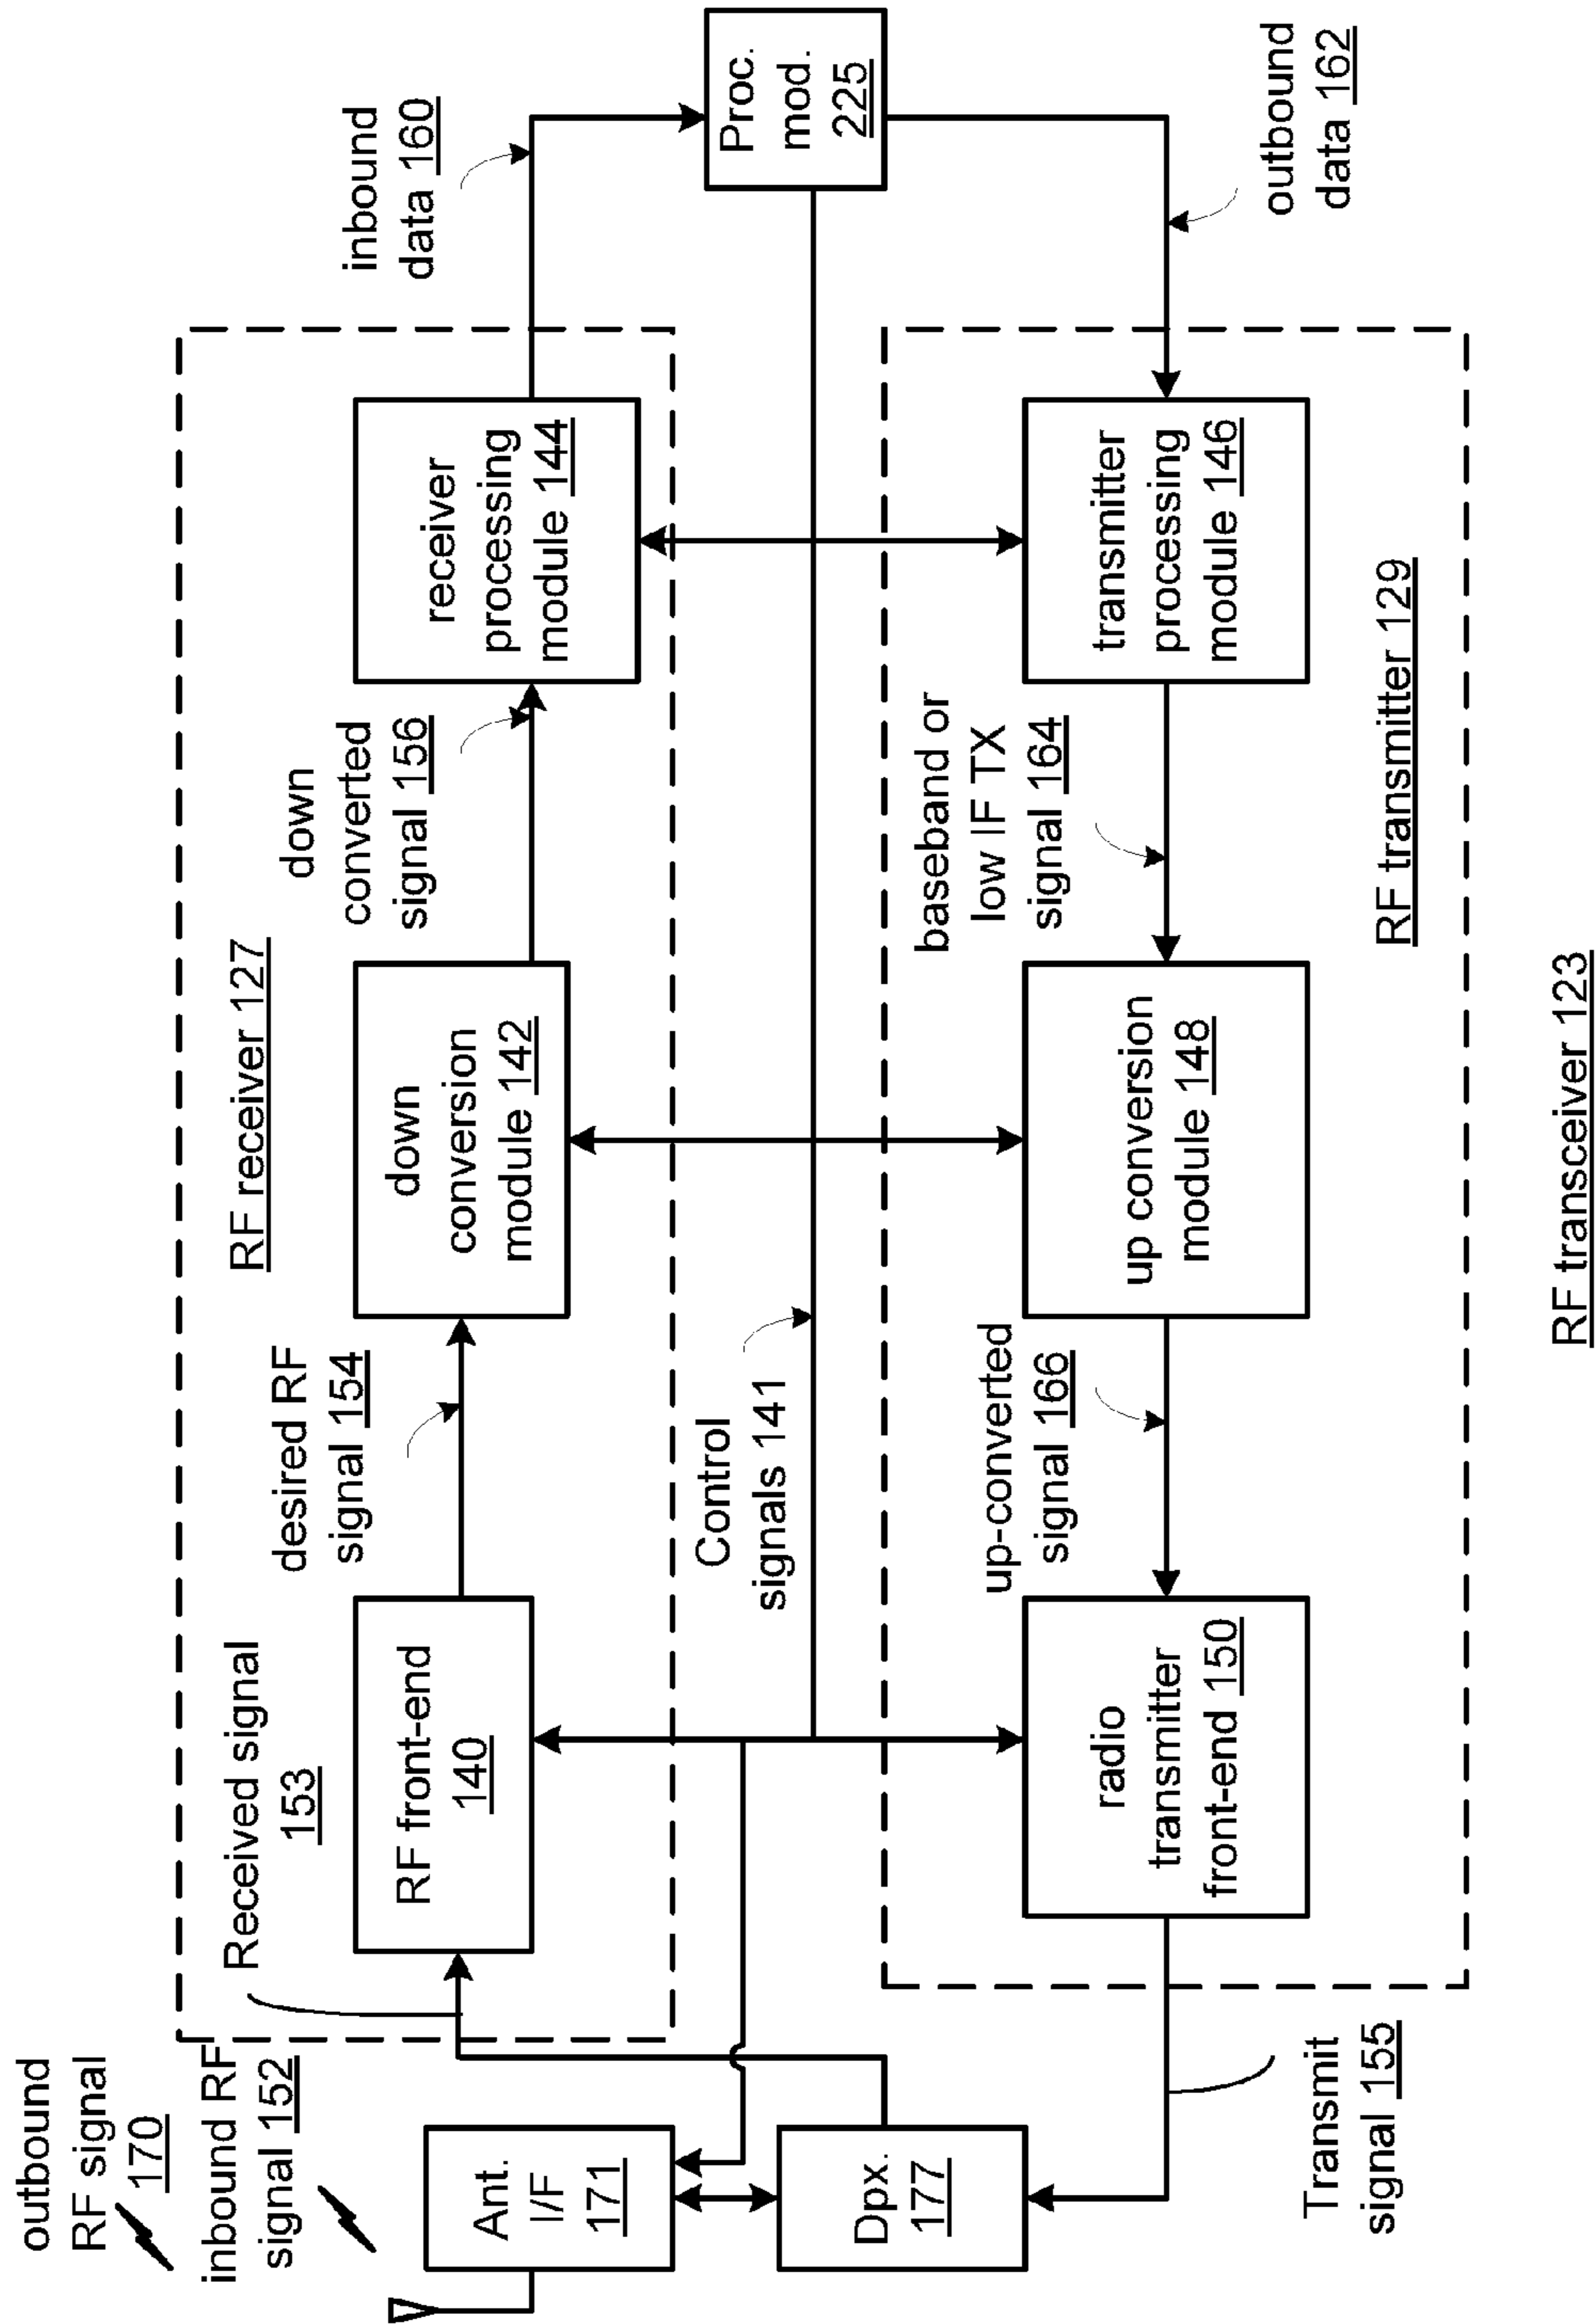 outbound
RF signal
170
inbound RF
signal 152
Received signal
153
RF receiver 127
desired RF
signal 154
down
converted
signal 156
inbound
data 160
RF front-end
140
down
conversion
module 142
receiver
processing
module 144
Ant.
I/F
171
Dpx.
177
Control
signals 141
Proc.
mod.
225
up-converted
signal 166
baseband or
low IF TX
signal 164
radio
transmitter
front-end 150
up conversion
module 148
transmitter
processing
module 146
outbound
data 162
Transmit
signal 155
RF transmitter 129
RF transceiver 123